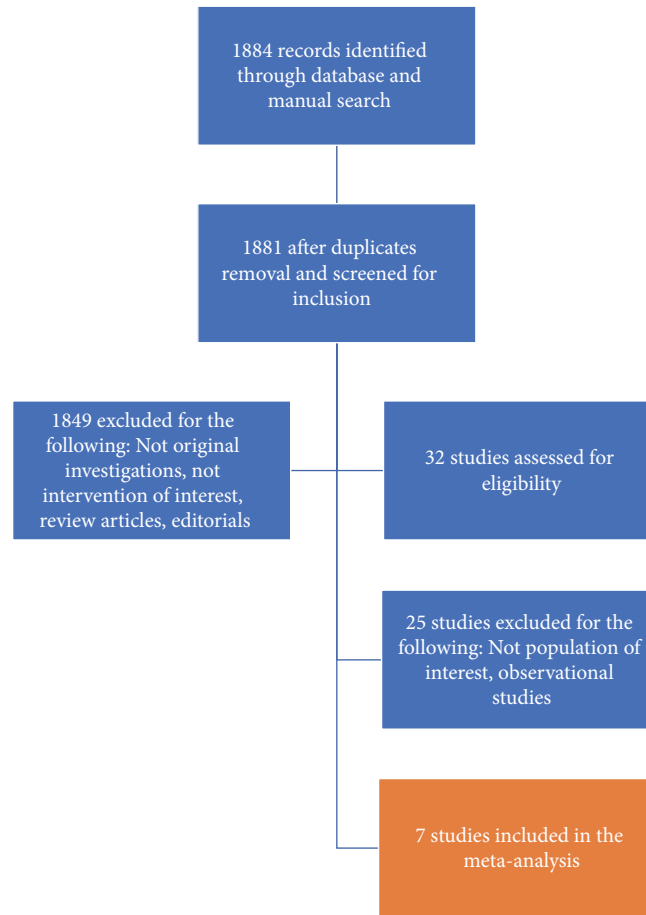 1884 records identified
through database and
manual search
1881 after duplicates
removal and screened for
inclusion
1849 excluded for the
following: Not original
investigations, not
intervention of interest,
review articles, editorials
32 studies assessed for
eligibility
25 studies excluded for the
following: Not population of
interest, observational
studies
7 studies included in the
meta-analysis